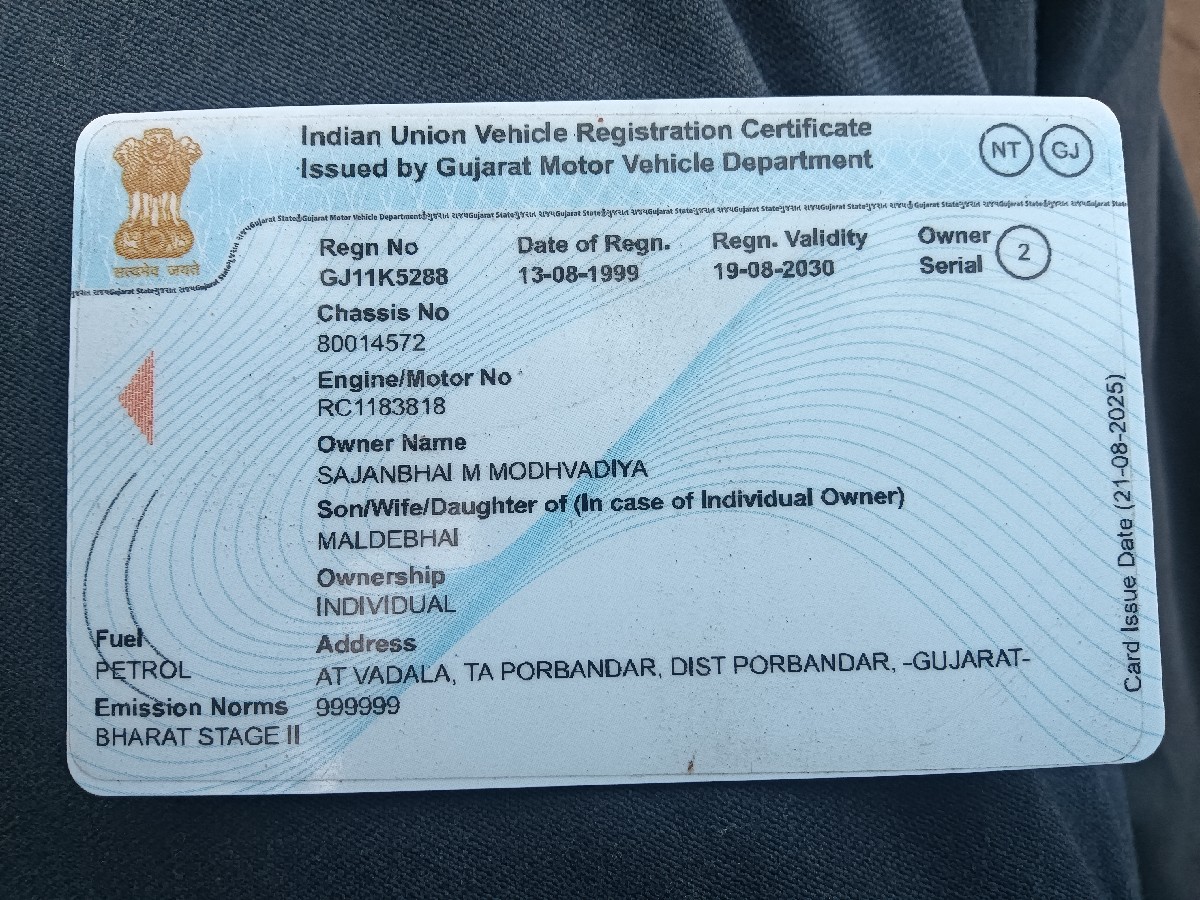 Indian Union Vehicle Registration Certificate
Issued by Gujarat Motor Vehicle Department
NT GJ
सत्यमेव जयते
Regn No Date of Regn. Regn. Validity Owner Serial 2
GJ11K5288 13-08-1999 19-08-2030
Chassis No
80014572
Engine/Motor No
RC1183818
Owner Name
SAJANBHAI M MODHVADIYA
Son/Wife/Daughter of (In case of Individual Owner)
MALDEBHAI
Ownership
INDIVIDUAL
Fuel
PETROL
Emission Norms
BHARAT STAGE II
Address
AT VADALA, TA PORBANDAR, DIST PORBANDAR, -GUJARAT-
999999
Card Issue Date (21-08-2025)